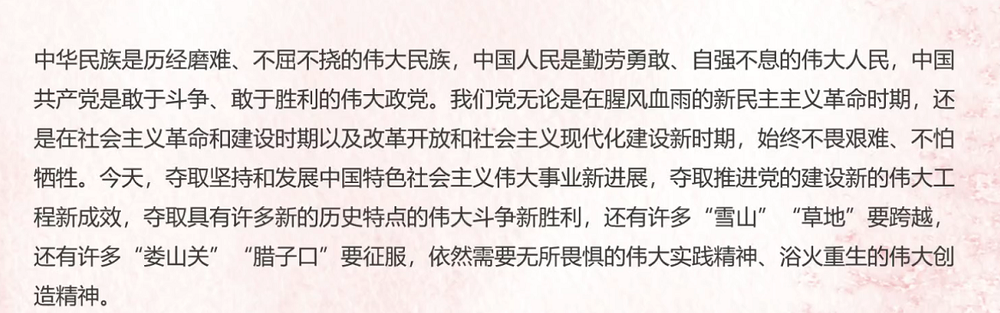 中华民族是历经磨难、不屈不挠的伟大民族，中国人民是勤劳勇敢、自强不息的伟大人民，中国
共产党是敢于斗争、敢于胜利的伟大政党。我们党无论是在腥风血雨的新民主主义革命时期，还
是在社会主义革命和建设时期以及改革开放和社会主义现代化建设新时期，始终不畏艰难、不怕
牺牲。今天，夺取坚持和发展中国特色社会主义伟大事业新进展，夺取推进党的建设新的伟大工
程新成效，夺取具有许多新的历史特点的伟大斗争新胜利，还有许多“雪山”“草地”要跨越，
还有许多“娄山关”“腊子口”要征服，依然需要无所畏惧的伟大实践精神、浴火重生的伟大创
造精神。